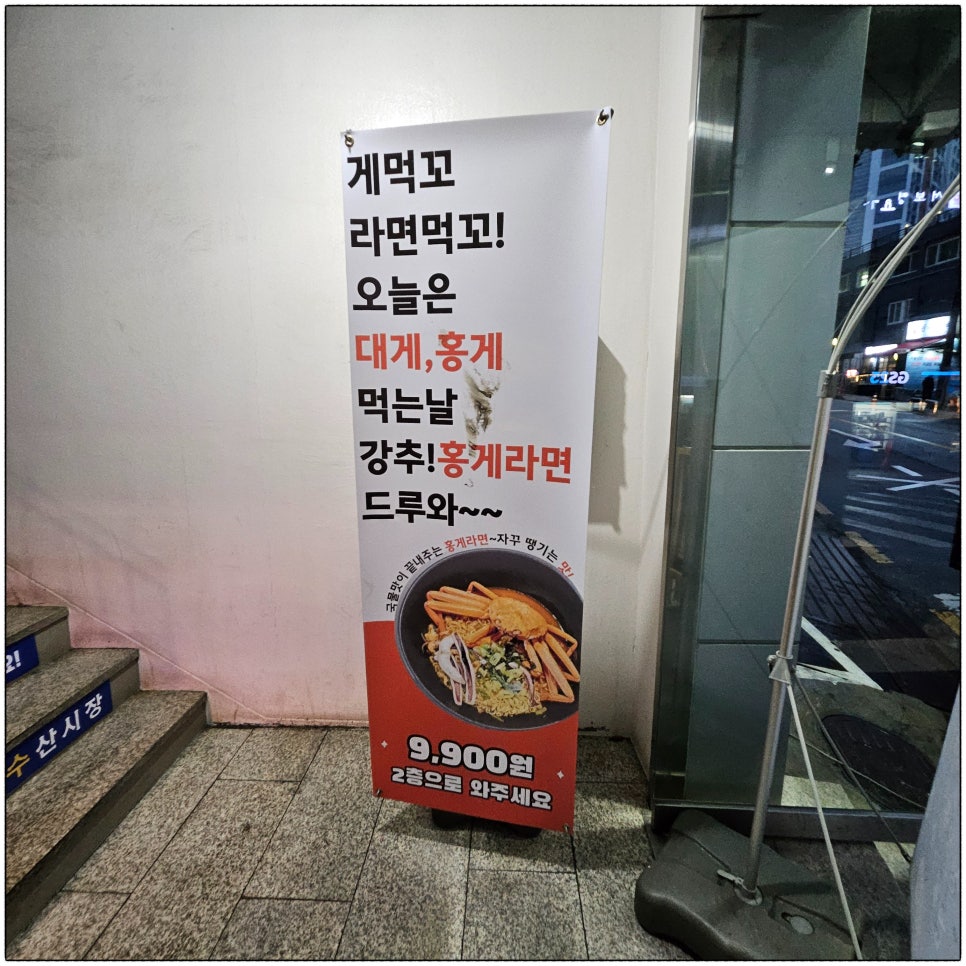 게먹꼬
라면먹꼬!
오늘은
대게,홍게
먹는날
강추!홍게라면
드루와~~
국물맛이 끝내주는 홍게라면~자꾸 땡기는 맛!
9,900원
2층으로 와주세요
요!
수산시장
GS25